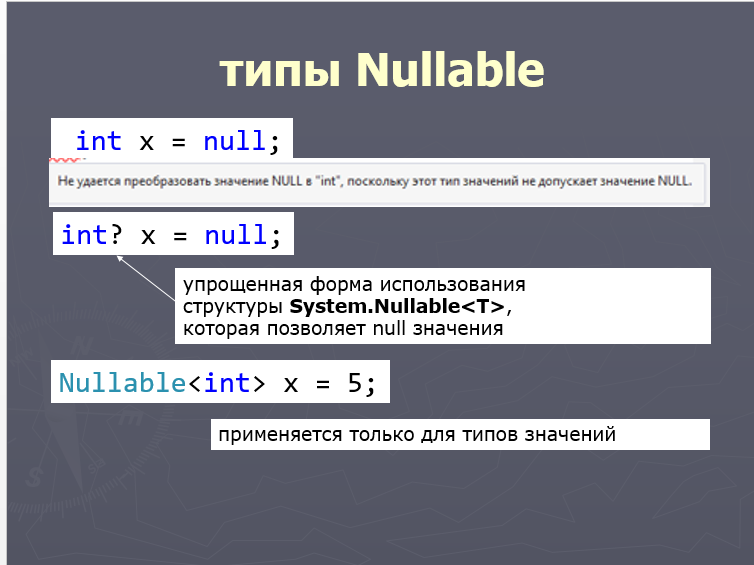 типы Nullable
int x = null;
Не удается преобразовать значение NULL в "int", поскольку этот тип значений не допускает значение NULL.
int? x = null;
упрощенная форма использования
структуры System.Nullable<T>,
которая позволяет null значения
Nullable<int> x = 5;
применяется только для типов значений
N
m
S